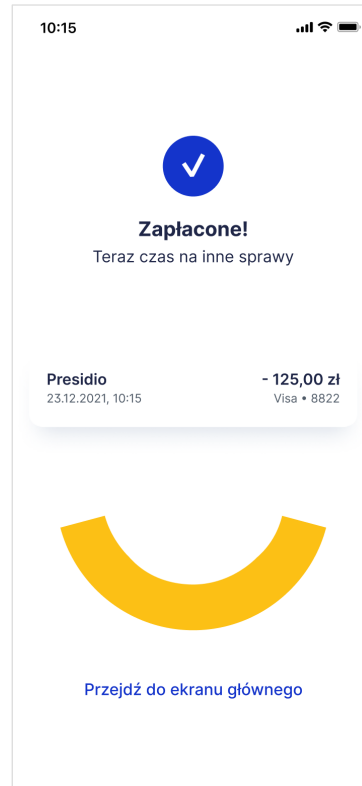 10:15
Zapłacone!
Teraz czas na inne sprawy
Presidio - 125,00 zł
23.12.2021, 10:15 Visa • 8822
Przejdź do ekranu głównego